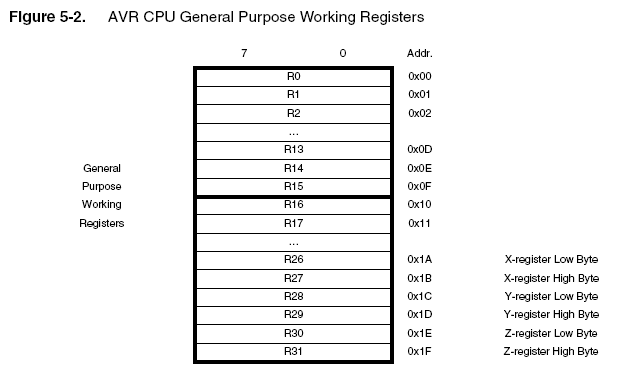 Figure 5-2. AVR CPU General Purpose Working Registers
7 0 Addr.
R0 0x00
R1 0x01
R2 0x02
...
R13 0x0D
General R14 0x0E
Purpose R15 0x0F
Working R16 0x10
Registers R17 0x11
...
R26 0x1A X-register Low Byte
R27 0x1B X-register High Byte
R28 0x1C Y-register Low Byte
R29 0x1D Y-register High Byte
R30 0x1E Z-register Low Byte
R31 0x1F Z-register High Byte